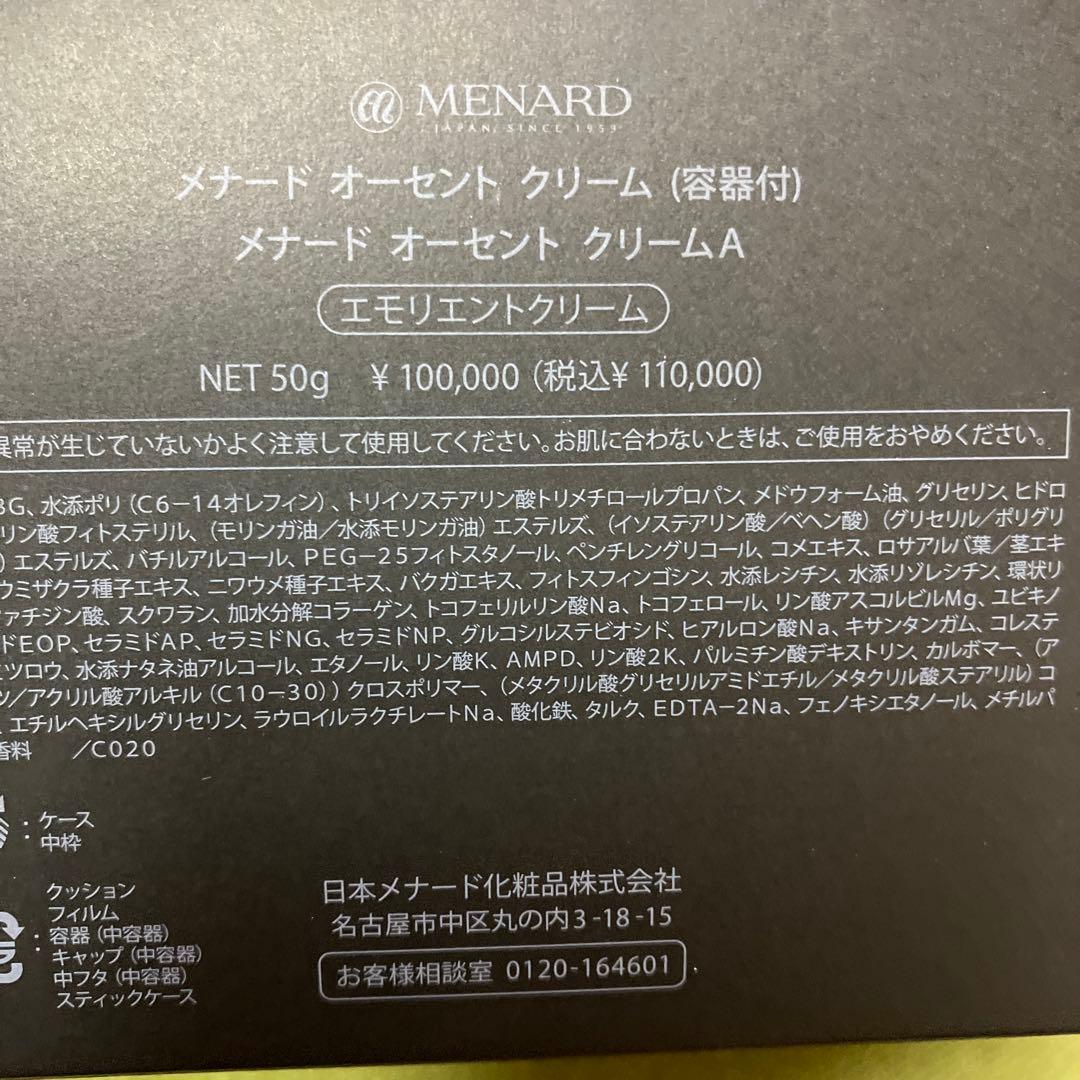 MENARD
JAPAN, SINCE 1959
メナード オーセント クリーム (容器付)
メナード オーセント クリームA
エモリエントクリーム
NET 50g ¥100,000 (税込¥110,000)
異常が生じていないかよく注意して使用してください。お肌に合わないときは、ご使用をおやめください。
BG、水添ポリ(C6-14オレフィン)、トリイソステアリン酸トリメチロールプロパン、メドウフォーム油、グリセリン、ヒドロ
リン酸フィトステリル、(モリンガ油/水添モリンガ油)エステルズ、(イソステアリン酸/ベヘン酸)(グリセリル/ポリグリ
)エステルズ、バチルアルコール、PEG-25フィトスタノール、ペンチレングリコール、コメエキス、ロサアルバ葉/茎エキ
ウミザクラ種子エキス、ニワウメ種子エキス、バクガエキス、フィトスフィンゴシン、水添レシチン、水添リゾレシチン、環状リ
ァチジン酸、スクワラン、加水分解コラーゲン、トコフェリルリン酸Na、トコフェロール、リン酸アスコルビルMg、ユビキノ
ドEOP、セラミドAP、セラミドNG、セラミドNP、グルコシルステビオシド、ヒアルロン酸Na、キサンタンガム、コレステ
ミツロウ、水添ナタネ油アルコール、エタノール、リン酸K、AMPD、リン酸2K、パルミチン酸デキストリン、カルボマー、(ア
ツ/アクリル酸アルキル(C10-30))クロスポリマー、(メタクリル酸グリセリルアミドエチル/メタクリル酸ステアリル)コ
、エチルヘキシルグリセリン、ラウロイルラクチレートNa、酸化鉄、タルク、EDTA-2Na、フェノキシエタノール、メチルパ
香料 /C020
: ケース
: 中枠
クッション
フィルム
: 容器(中容器)
キャップ(中容器)
中フタ(中容器)
スティックケース
日本メナード化粧品株式会社
名古屋市中区丸の内3-18-15
お客様相談室 0120-164601